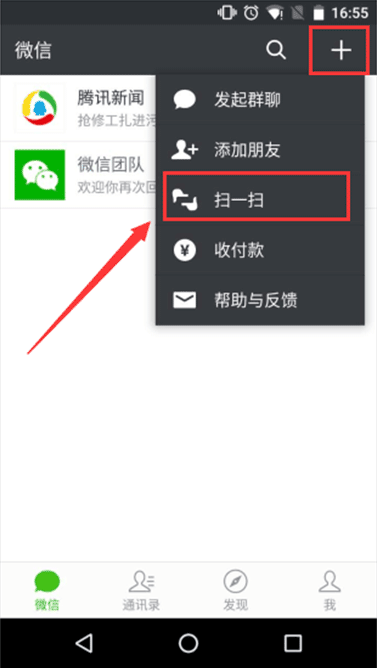 16:55
微信
发起群聊
添加朋友
扫一扫
收付款
帮助与反馈
腾讯新闻
抢修工扎进污
微信团队
欢迎你再次回
微信
通讯录
发现
我